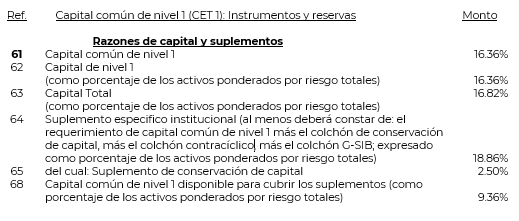 Ref. Capital común de nivel 1 (CET 1): Instrumentos y reservas Monto
Razones de capital y suplementos
61 Capital común de nivel 1 16.36%
62 Capital de nivel 1
(como porcentaje de los activos ponderados por riesgo totales) 16.36%
63 Capital Total 16.82%
(como porcentaje de los activos ponderados por riesgo totales)
64 Suplemento especifico institucional (al menos deberá constar de: el
requerimiento de capital común de nivel 1 más el colchón de conservación
de capital, más el colchón contracíclico, más el colchón G-SIB; expresado
como porcentaje de los activos ponderados por riesgo totales) 18.86%
65 del cual: Suplemento de conservación de capital 2.50%
68 Capital común de nivel 1 disponible para cubrir los suplementos (como
porcentaje de los activos ponderados por riesgo totales) 9.36%